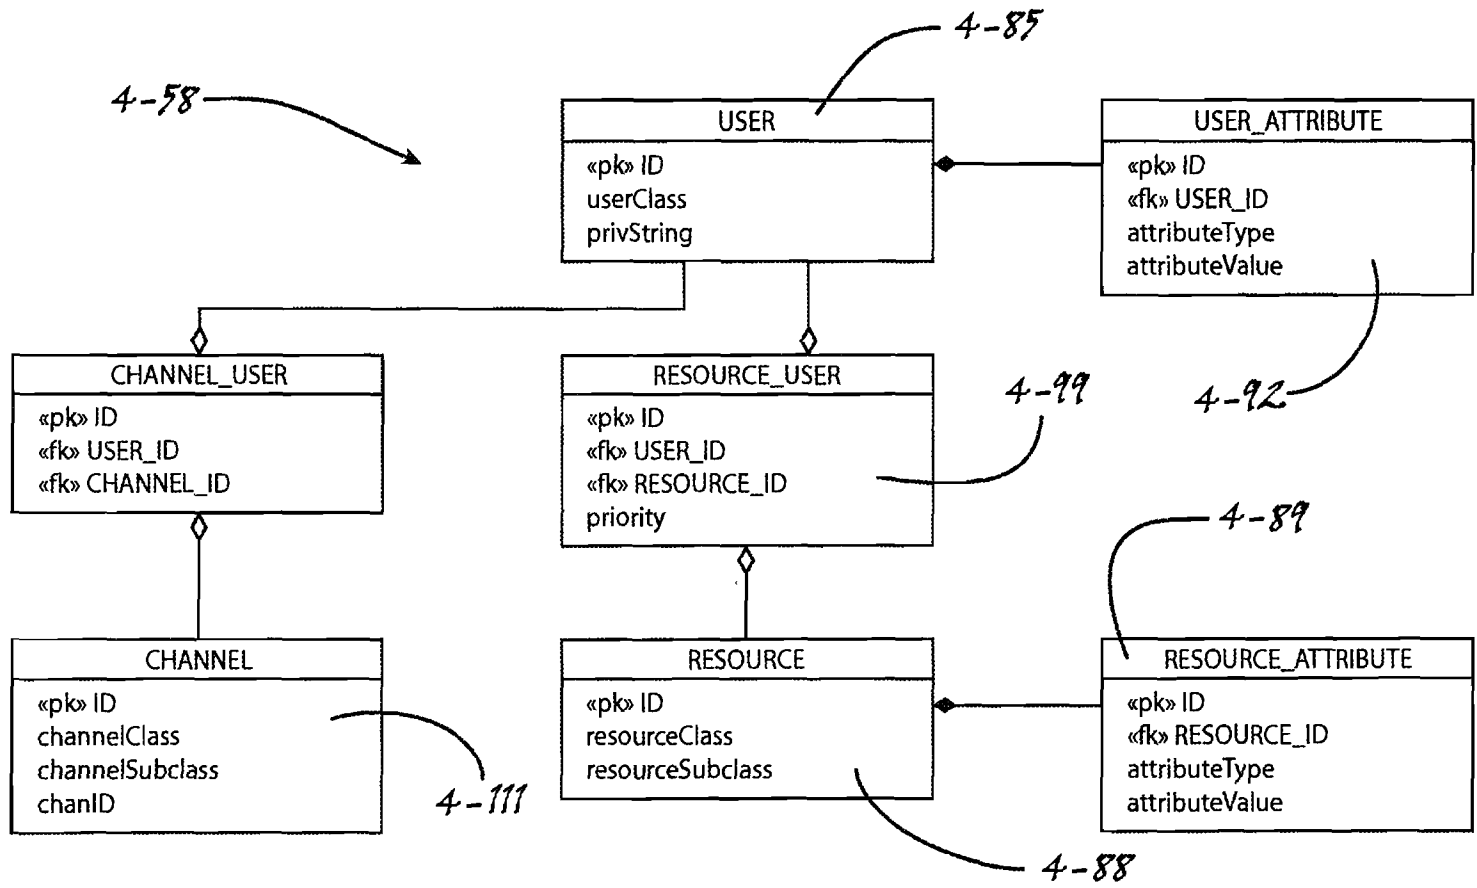 4-85
4-58
USER
«pk» ID
userClass
privString
USER_ATTRIBUTE
«pk» ID
«fk» USER_ID
attributeType
attributeValue
CHANNEL_USER
«pk» ID
«fk» USER_ID
«fk» CHANNEL_ID
RESOURCE_USER
«pk» ID
«fk» USER_ID
«fk» RESOURCE_ID
priority
4-99
4-92
4-89
CHANNEL
«pk» ID
channelClass
channelSubclass
chanID
4-111
RESOURCE
«pk» ID
resourceClass
resourceSubclass
4-88
RESOURCE_ATTRIBUTE
«pk» ID
«fk» RESOURCE_ID
attributeType
attributeValue